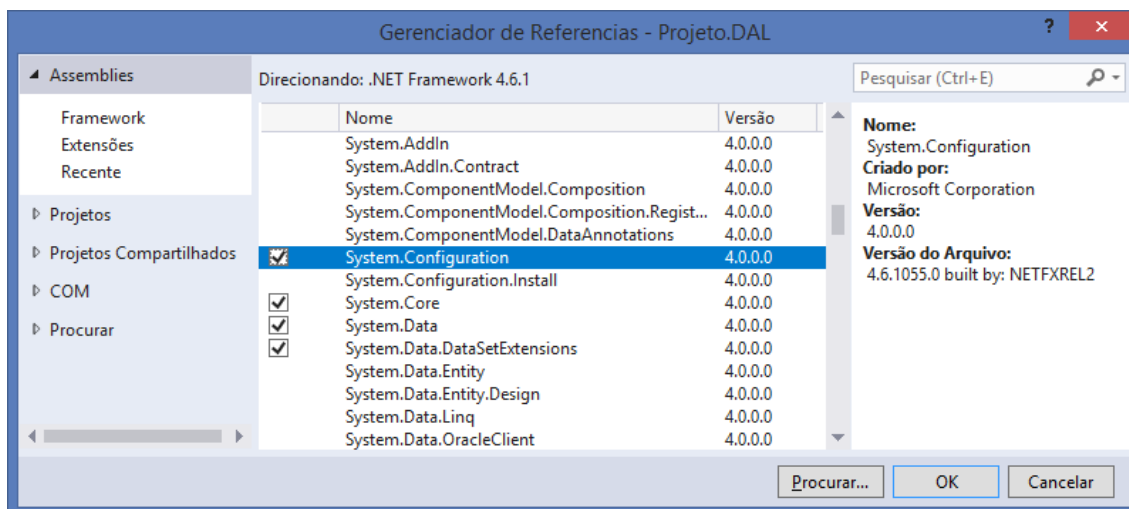 Gerenciador de Referencias - Projeto.DAL
?
×
Assemblies
Framework
Extensões
Recente
Projetos
Projetos Compartilhados
COM
Procurar
Direcionando: .NET Framework 4.6.1
Nome Versão
System.AddIn 4.0.0.0
System.AddIn.Contract 4.0.0.0
System.ComponentModel.Composition 4.0.0.0
System.ComponentModel.Composition.Regist... 4.0.0.0
System.ComponentModel.DataAnnotations 4.0.0.0
System.Configuration 4.0.0.0
System.Configuration.Install 4.0.0.0
System.Core 4.0.0.0
System.Data 4.0.0.0
System.Data.DataSetExtensions 4.0.0.0
System.Data.Entity 4.0.0.0
System.Data.Entity.Design 4.0.0.0
System.Data.Linq 4.0.0.0
System.Data.OracleClient 4.0.0.0
Pesquisar (Ctrl+E)
Nome:
System.Configuration
Criado por:
Microsoft Corporation
Versão:
4.0.0.0
Versão do Arquivo:
4.6.1055.0 built by: NETFXREL2
Procurar... OK Cancelar